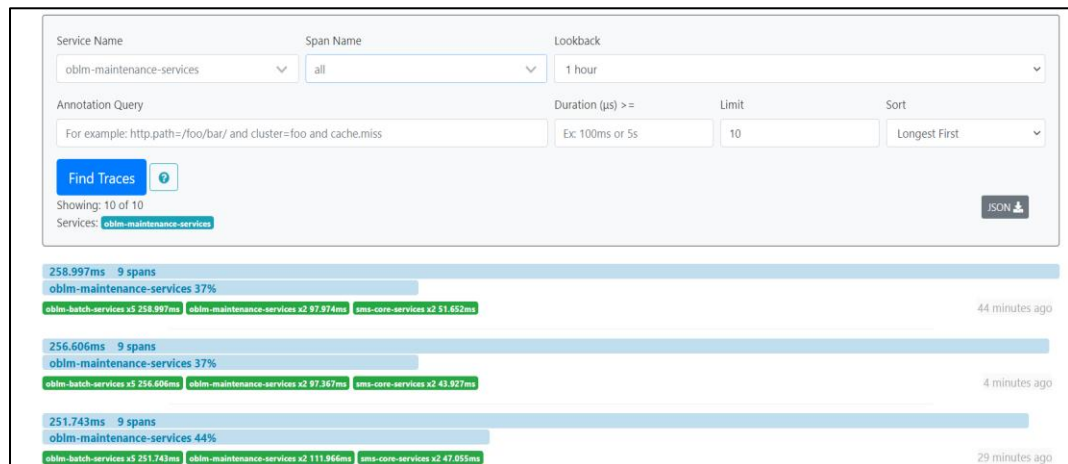 Service Name Span Name Lookback
oblm-maintenance-services all 1 hour
Annotation Query Duration (μs) >= Limit Sort
For example: http.path=/foo/bar/ and cluster=foo and cache.miss Ex: 100ms or 5s 10 Longest First
Find Traces ?
Showing: 10 of 10
JSON
Services: oblm-maintenance-services
258.997ms 9 spans
oblm-maintenance-services 37%
oblm-batch-services x5 258.997ms oblm-maintenance-services x2 97.974ms sms-core-services x2 51.652ms 44 minutes ago
256.606ms 9 spans
oblm-maintenance-services 37%
oblm-batch-services x5 256.606ms oblm-maintenance-services x2 97.367ms sms-core-services x2 43.927ms 4 minutes ago
251.743ms 9 spans
oblm-maintenance-services 44%
oblm-batch-services x5 251.743ms oblm-maintenance-services x2 111.966ms sms-core-services x2 47.055ms 29 minutes ago